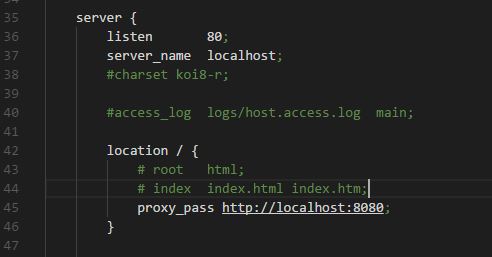 34
35 server {
36 listen 80;
37 server_name localhost;
38 #charset koi8-r;
39
40 #access_log logs/host.access.log main;
41
42 location / {
43 # root html;
44 # index index.html index.htm;
45 proxy_pass http://localhost:8080;
46 }
47